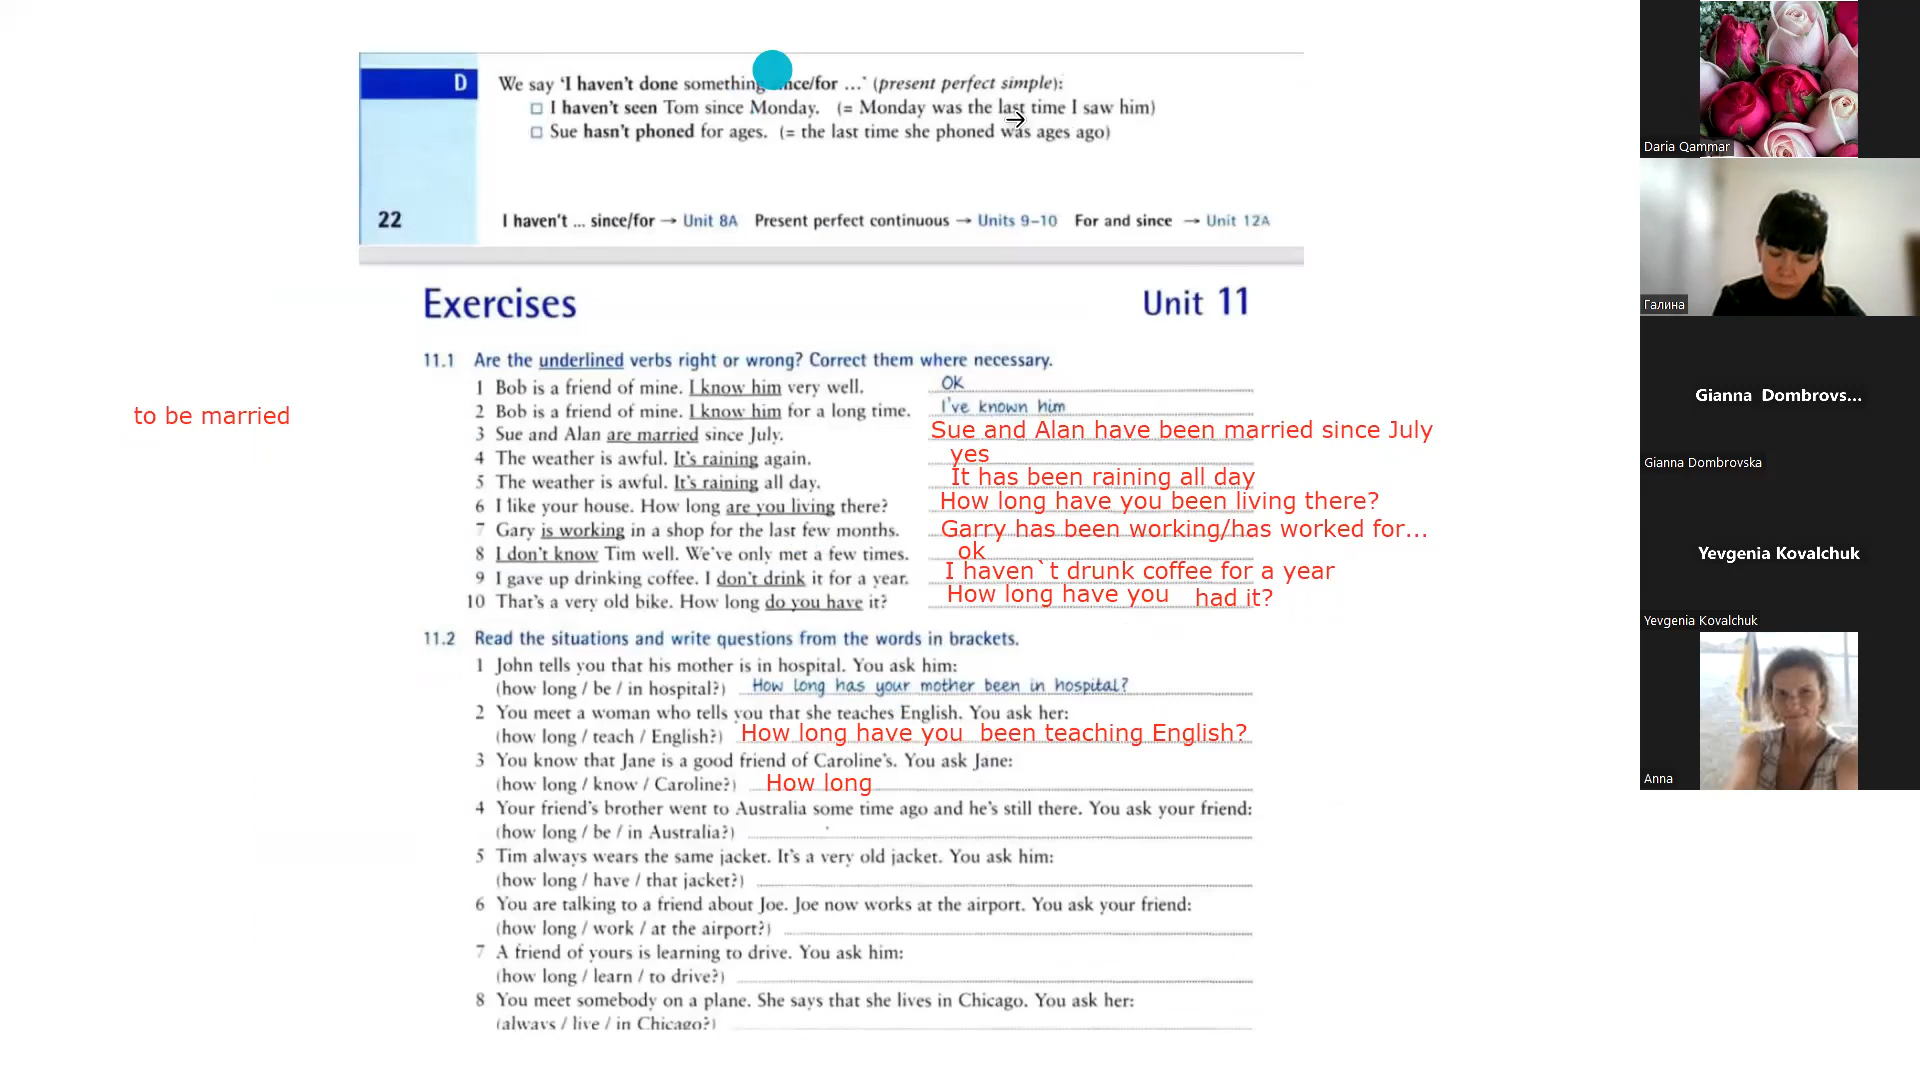 D
We say 'I haven't done something since/for ...' (present perfect simple):
I haven't seen Tom since Monday. (= Monday was the last time I saw him)
Sue hasn't phoned for ages. (= the last time she phoned was ages ago)
22
I haven't ... since/for → Unit 8A Present perfect continuous → Units 9–10 For and since → Unit 12A
Exercises
Unit 11
11.1 Are the underlined verbs right or wrong? Correct them where necessary.
1 Bob is a friend of mine. I know him very well. OK
2 Bob is a friend of mine. I know him for a long time. I've known him
to be married
3 Sue and Alan are married since July. Sue and Alan have been married since July
4 The weather is awful. It's raining again. yes
5 The weather is awful. It's raining all day. It has been raining all day
6 I like your house. How long are you living there? How long have you been living there?
7 Gary is working in a shop for the last few months. Garry has been working/has worked for...
8 I don't know Tim well. We've only met a few times. ok
9 I gave up drinking coffee. I don't drink it for a year. I haven`t drunk coffee for a year
10 That's a very old bike. How long do you have it? How long have you had it?
11.2 Read the situations and write questions from the words in brackets.
1 John tells you that his mother is in hospital. You ask him:
(how long / be / in hospital?) How long has your mother been in hospital?
2 You meet a woman who tells you that she teaches English. You ask her:
(how long / teach / English?) How long have you been teaching English?
3 You know that Jane is a good friend of Caroline's. You ask Jane:
(how long / know / Caroline?) How long
4 Your friend's brother went to Australia some time ago and he's still there. You ask your friend:
(how long / be / in Australia?)
5 Tim always wears the same jacket. It's a very old jacket. You ask him:
(how long / have / that jacket?)
6 You are talking to a friend about Joe. Joe now works at the airport. You ask your friend:
(how long / work / at the airport?)
7 A friend of yours is learning to drive. You ask him:
(how long / learn / to drive?)
8 You meet somebody on a plane. She says that she lives in Chicago. You ask her:
(always / live / in Chicago?)
Daria Qammar
Галина
Gianna Dombrovs...
Gianna Dombrovska
Yevgenia Kovalchuk
Yevgenia Kovalchuk
Anna